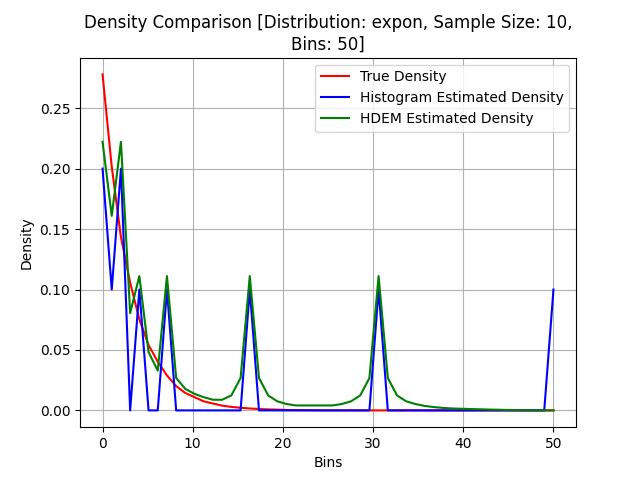 Density Comparison [Distribution: expon, Sample Size: 10,
Bins: 50]
True Density
Histogram Estimated Density
HDEM Estimated Density
Density
0.25
0.20
0.15
0.10
0.05
0.00
0 10 20 30 40 50
Bins